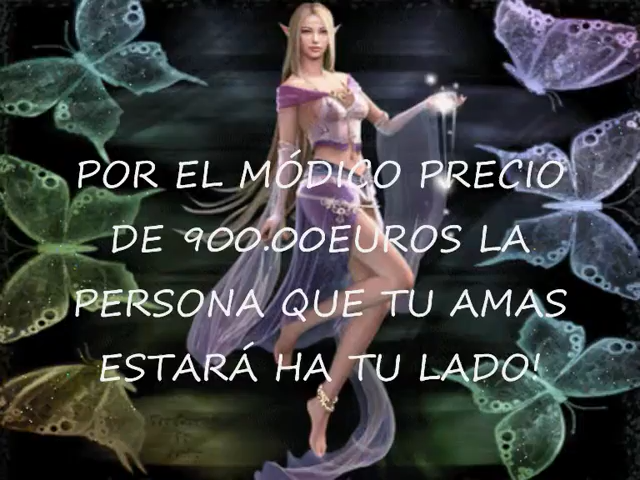 POR EL MÓDICO PRECIO
DE 900.00EUROS LA
PERSONA QUE TU AMAS
ESTARÁ HA TU LADO!